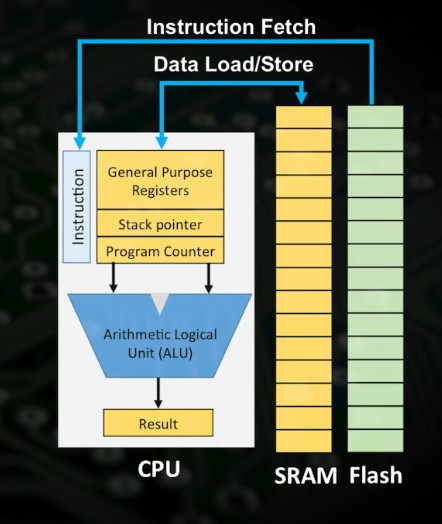 Instruction Fetch
Data Load/Store
Instruction
General Purpose
Registers
Stack pointer
Program Counter
Arithmetic Logical
Unit (ALU)
Result
CPU
SRAM
Flash